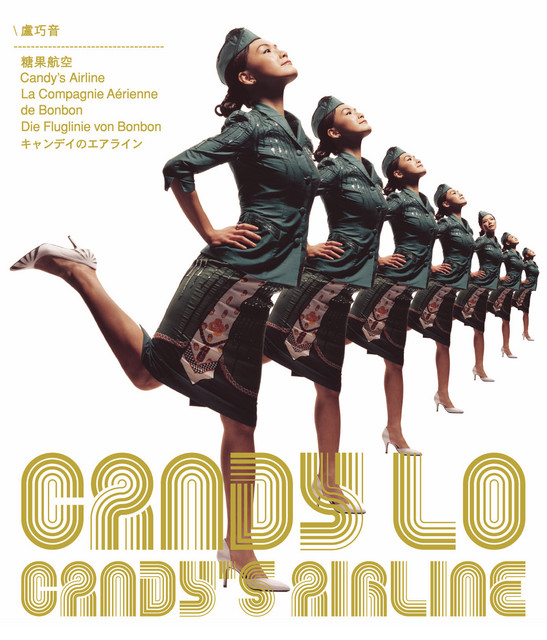 \ 盧巧音
糖果航空
Candy's Airline
La Compagnie Aérienne
de Bonbon
Die Fluglinie von Bonbon
キャンデイのエアライン
CANDY LO
CANDY'S AIRLINE